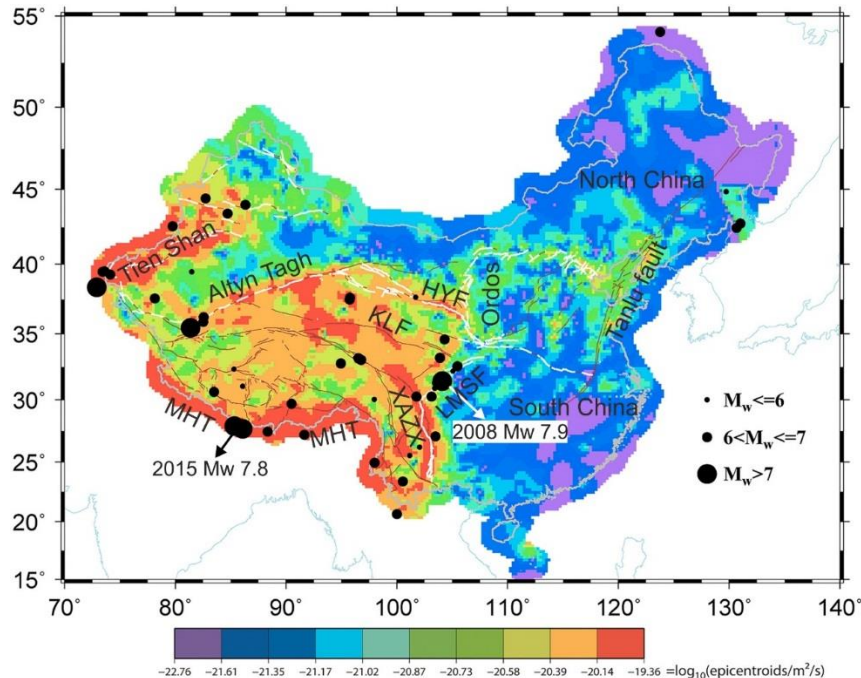 55°
50°
45°
40°
35°
30°
25°
20°
15°
North China
Tien Shan
Altyn Tagh
HYF
Ordos
Tanlu fault
KLF
XAZX
LMSF
South China
MHT
MHT
2008 Mw 7.9
2015 Mw 7.8
Mw<=6
6<Mw<=7
Mw>7
70 80 90 100 110 120 130 140
−22.76 −21.61 −21.35 −21.17 −21.02 −20.87 −20.73 −20.58 −20.39 −20.14 −19.36 =log10(epicentroids/m²/s)